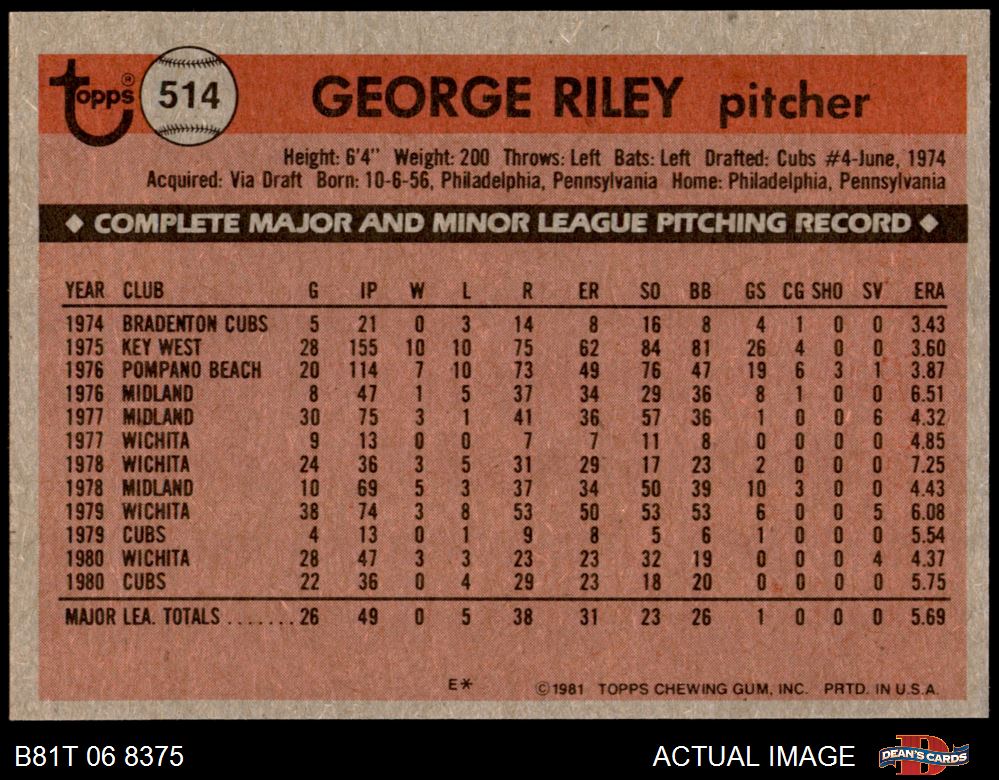 Topps ® 514 GEORGE RILEY pitcher
Height: 6'4" Weight: 200 Throws: Left Bats: Left Drafted: Cubs #4-June, 1974
Acquired: Via Draft Born: 10-6-56, Philadelphia, Pennsylvania Home: Philadelphia, Pennsylvania
◆ COMPLETE MAJOR AND MINOR LEAGUE PITCHING RECORD ◆
YEAR CLUB G IP W L R ER SO BB GS CG SHO SV ERA
1974 BRADENTON CUBS 5 21 0 3 14 8 16 8 4 1 0 0 3.43
1975 KEY WEST 28 155 10 10 75 62 84 81 26 4 0 0 3.60
1976 POMPANO BEACH 20 114 7 10 73 49 76 47 19 6 3 1 3.87
1976 MIDLAND 8 47 1 5 37 34 29 36 8 1 0 0 6.51
1977 MIDLAND 30 75 3 1 41 36 57 36 1 0 0 6 4.32
1977 WICHITA 9 13 0 0 7 7 11 8 0 0 0 0 4.85
1978 WICHITA 24 36 3 5 31 29 17 23 2 0 0 0 7.25
1978 MIDLAND 10 69 5 3 37 34 50 39 10 3 0 0 4.43
1979 WICHITA 38 74 3 8 53 50 53 53 6 0 0 5 6.08
1979 CUBS 4 13 0 1 9 8 5 6 1 0 0 0 5.54
1980 WICHITA 28 47 3 3 23 23 32 19 0 0 0 4 4.37
1980 CUBS 22 36 0 4 29 23 18 20 0 0 0 0 5.75
MAJOR LEA. TOTALS ....... 26 49 0 5 38 31 23 26 1 0 0 0 5.69
E* ©1981 TOPPS CHEWING GUM, INC. PRTD. IN U.S.A.
B81T 06 8375 ACTUAL IMAGE D DEAN'S CARDS